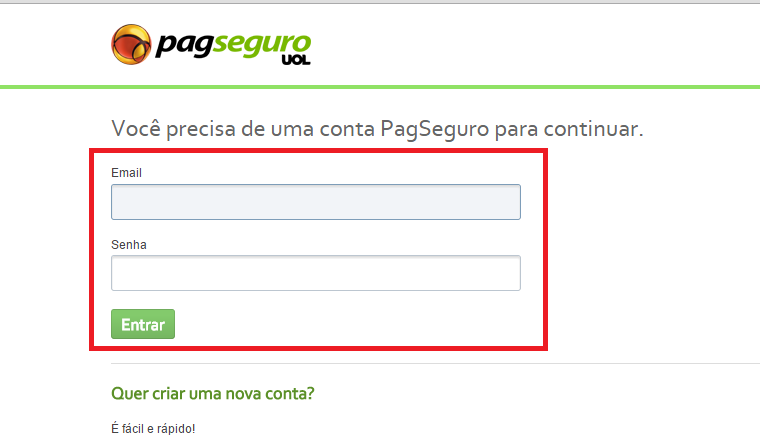 pagseguro
UOL
Você precisa de uma conta PagSeguro para continuar.
Email
Senha
Entrar
Quer criar uma nova conta?
É fácil e rápido!